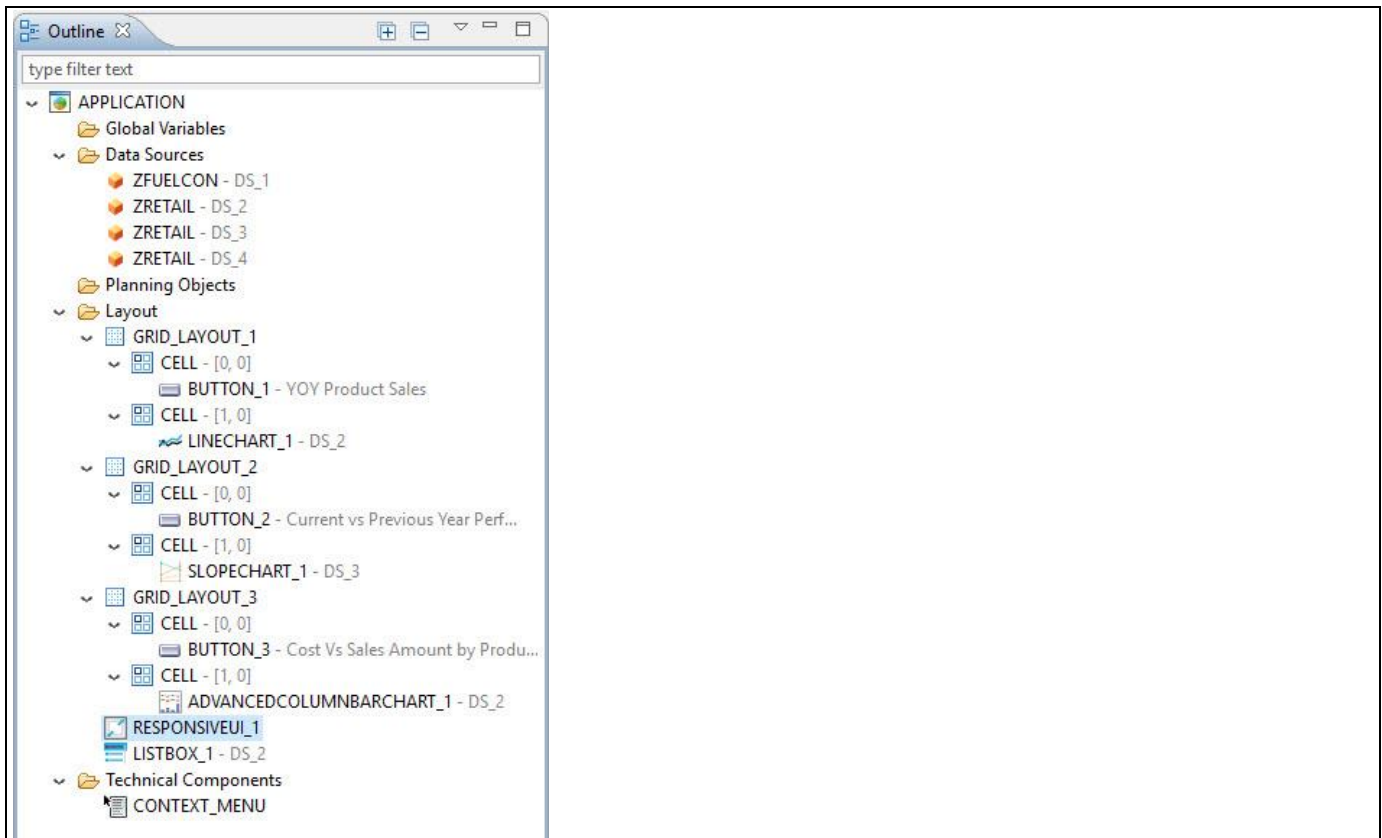 Outline
type filter text
APPLICATION
Global Variables
Data Sources
ZFUELCON - DS_1
ZRETAIL - DS_2
ZRETAIL - DS_3
ZRETAIL - DS_4
Planning Objects
Layout
GRID_LAYOUT_1
CELL - [0, 0]
BUTTON_1 - YOY Product Sales
CELL - [1, 0]
LINECHART_1 - DS_2
GRID_LAYOUT_2
CELL - [0, 0]
BUTTON_2 - Current vs Previous Year Perf...
CELL - [1, 0]
SLOPECHART_1 - DS_3
GRID_LAYOUT_3
CELL - [0, 0]
BUTTON_3 - Cost Vs Sales Amount by Produ...
CELL - [1, 0]
ADVANCEDCOLUMNBARCHART_1 - DS_2
RESPONSIVEUI_1
LISTBOX_1 - DS_2
Technical Components
CONTEXT_MENU